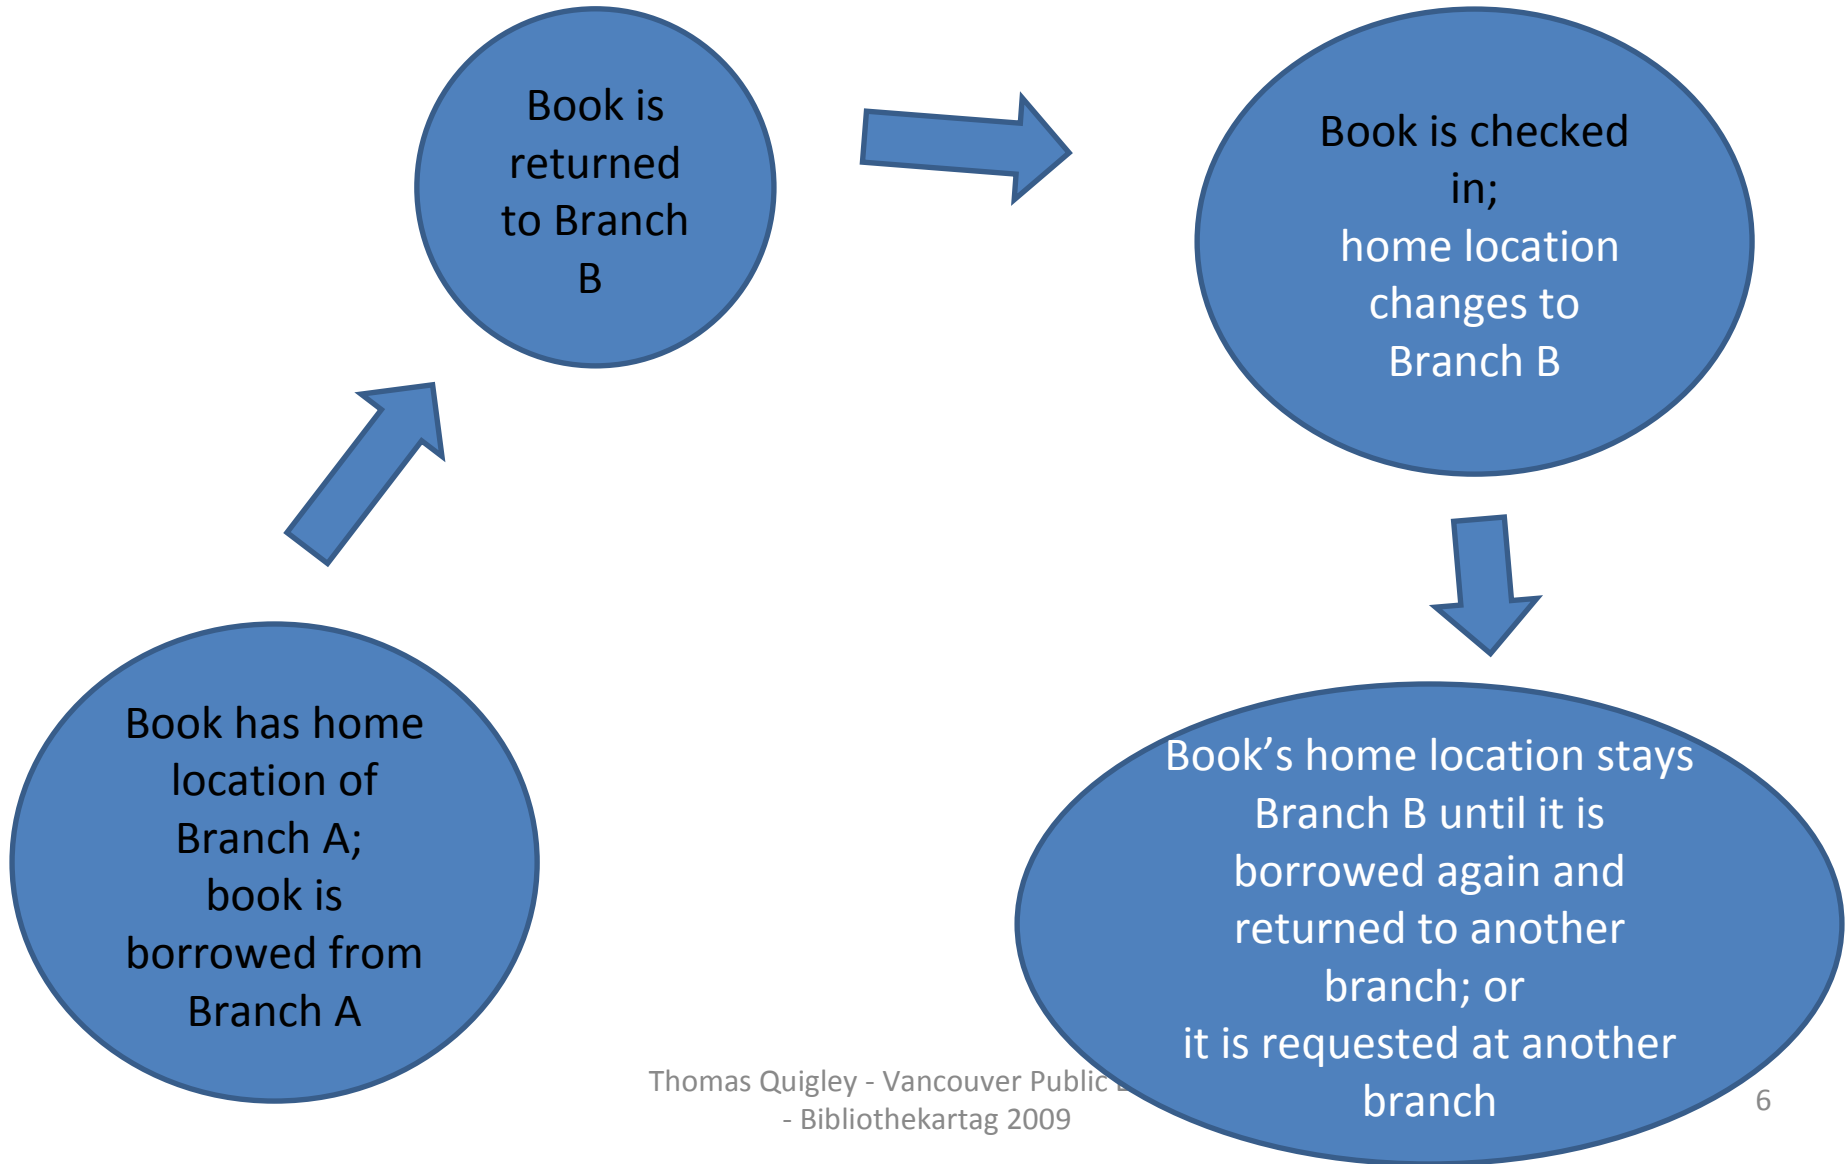 Book has home
location of
Branch A;
book is
borrowed from
Branch A
Book is
returned
to Branch
B
Book is checked
in;
home location
changes to
Branch B
Book’s home location stays
Branch B until it is
borrowed again and
returned to another
branch; or
it is requested at another
branch
Thomas Quigley - Vancouver Public
- Bibliothekartag 2009
6